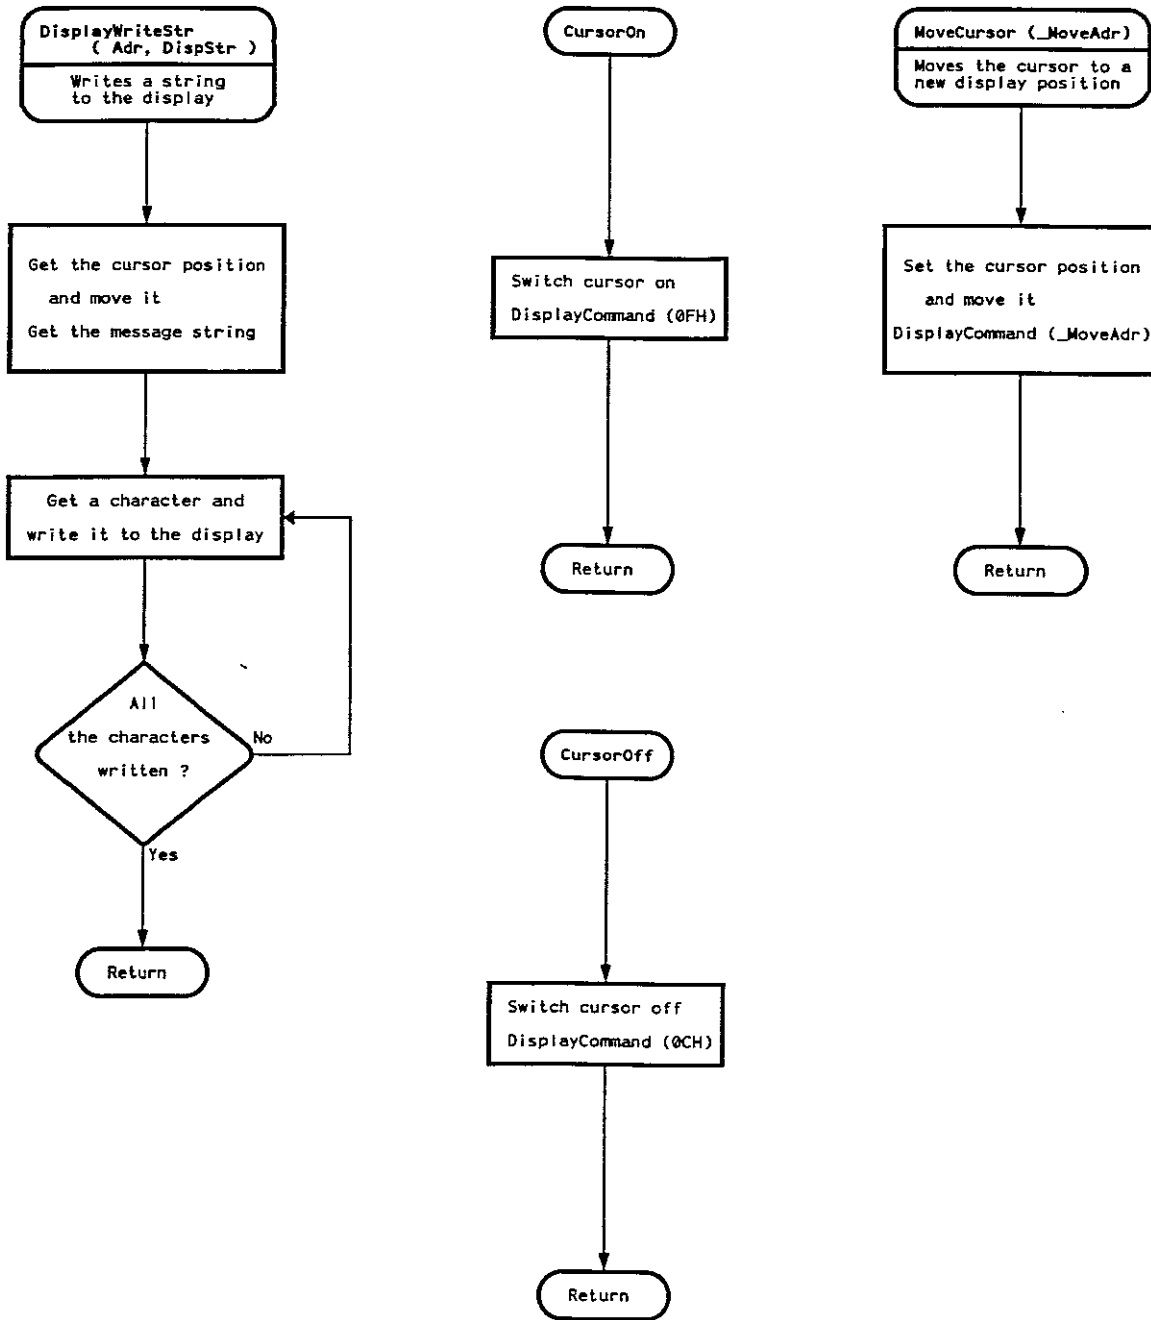 DisplayWriteStr
( Adr, DispStr )
Writes a string
to the display
Get the cursor position
and move it
Get the message string
Get a character and
write it to the display
All
the characters
written ?
No
Yes
Return
CursorOn
Switch cursor on
DisplayCommand (0FH)
Return
CursorOff
Switch cursor off
DisplayCommand (0CH)
Return
MoveCursor (_MoveAdr)
Moves the cursor to a
new display position
Set the cursor position
and move it
DisplayCommand (_MoveAdr)
Return